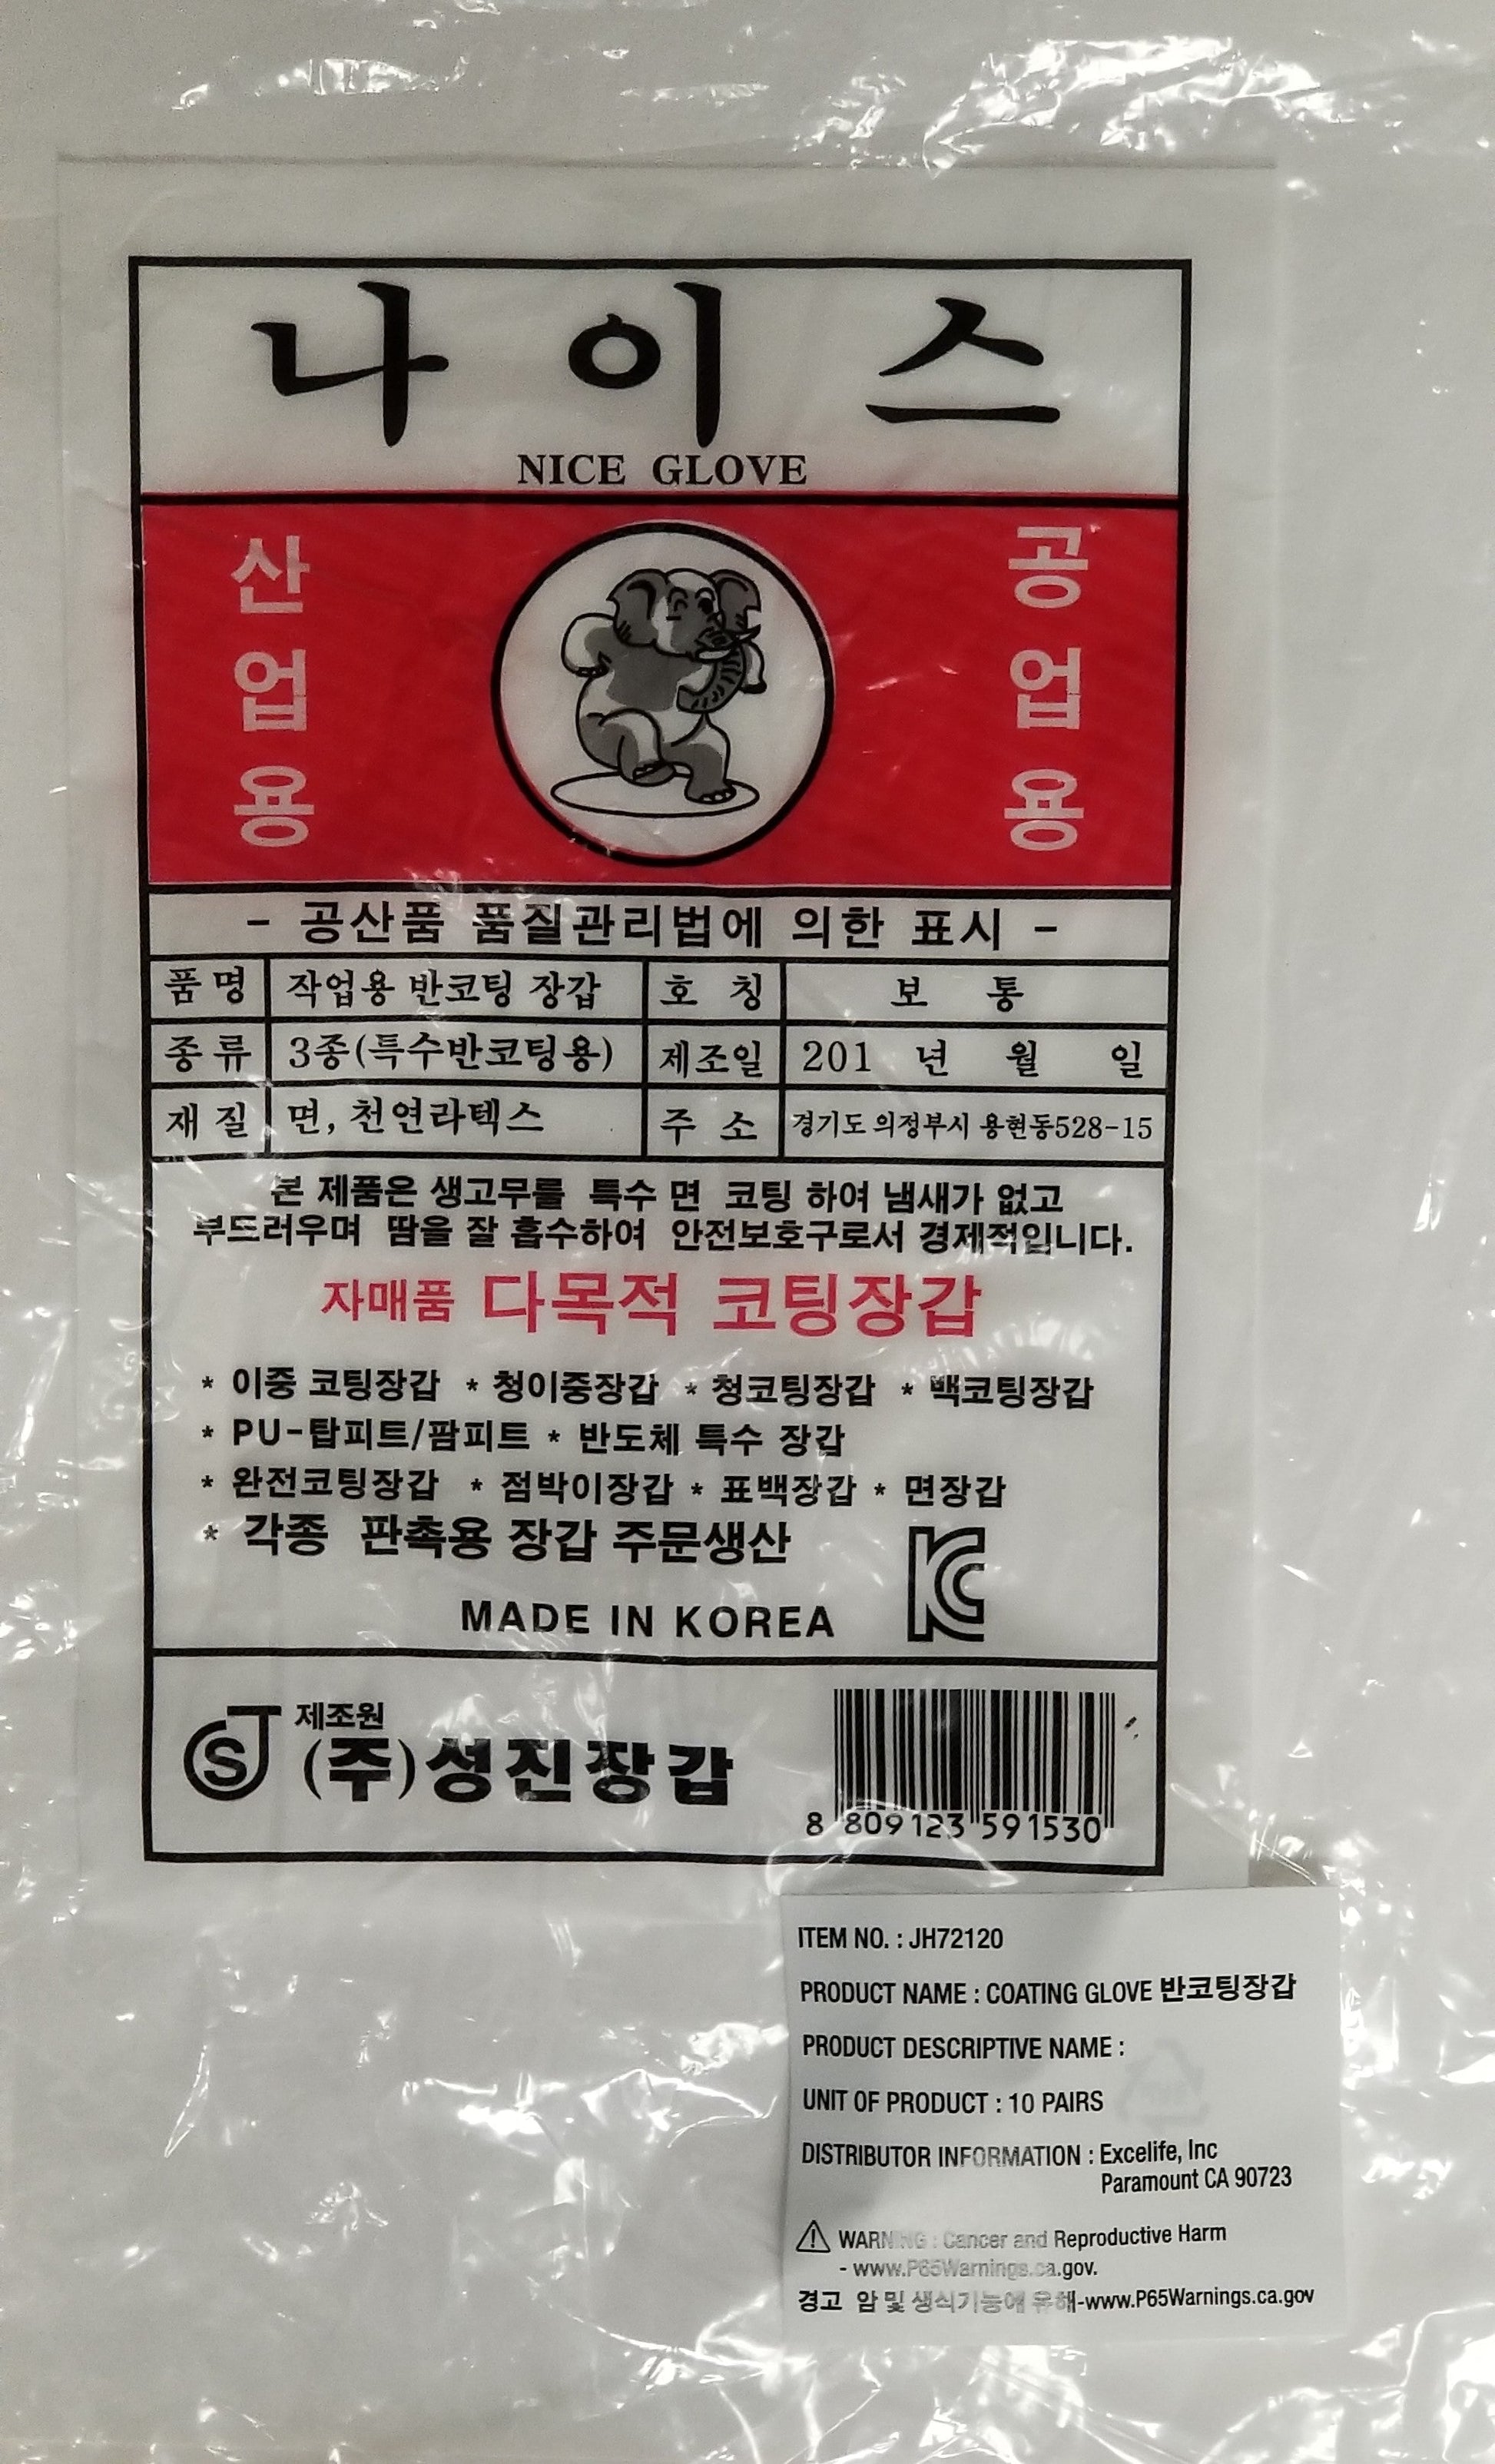 나 이 스
NICE GLOVE
산업용
공업용
- 공산품 품질관리법에 의한 표시 -
품명 작업용 반코팅 장갑 호 칭 보 통
종류 3종(특수반코팅용) 제조일 201 년 월 일
재질 면, 천연라텍스 주 소 경기도 의정부시 용현동528-15
본 제품은 생고무를 특수 면 코팅 하여 냄새가 없고
부드러우며 땀을 잘 흡수하여 안전보호구로서 경제적입니다.
자매품 다목적 코팅장갑
* 이중 코팅장갑 * 청이중장갑 * 청코팅장갑 * 백코팅장갑
* PU-탑피트/팜피트 * 반도체 특수 장갑
* 완전코팅장갑 * 점박이장갑 * 표백장갑 * 면장갑
* 각종 판촉용 장갑 주문생산
KC
MADE IN KOREA
SJ 제조원
(주)성진장갑
8 809123 591530
ITEM NO. : JH72120
PRODUCT NAME : COATING GLOVE 반코팅장갑
PRODUCT DESCRIPTIVE NAME :
UNIT OF PRODUCT : 10 PAIRS
DISTRIBUTOR INFORMATION : Excelife, Inc
Paramount CA 90723
WARNING : Cancer and Reproductive Harm
- www.P65Warnings.ca.gov.
경고 암 및 생식기능에 유해-www.P65Warnings.ca.gov